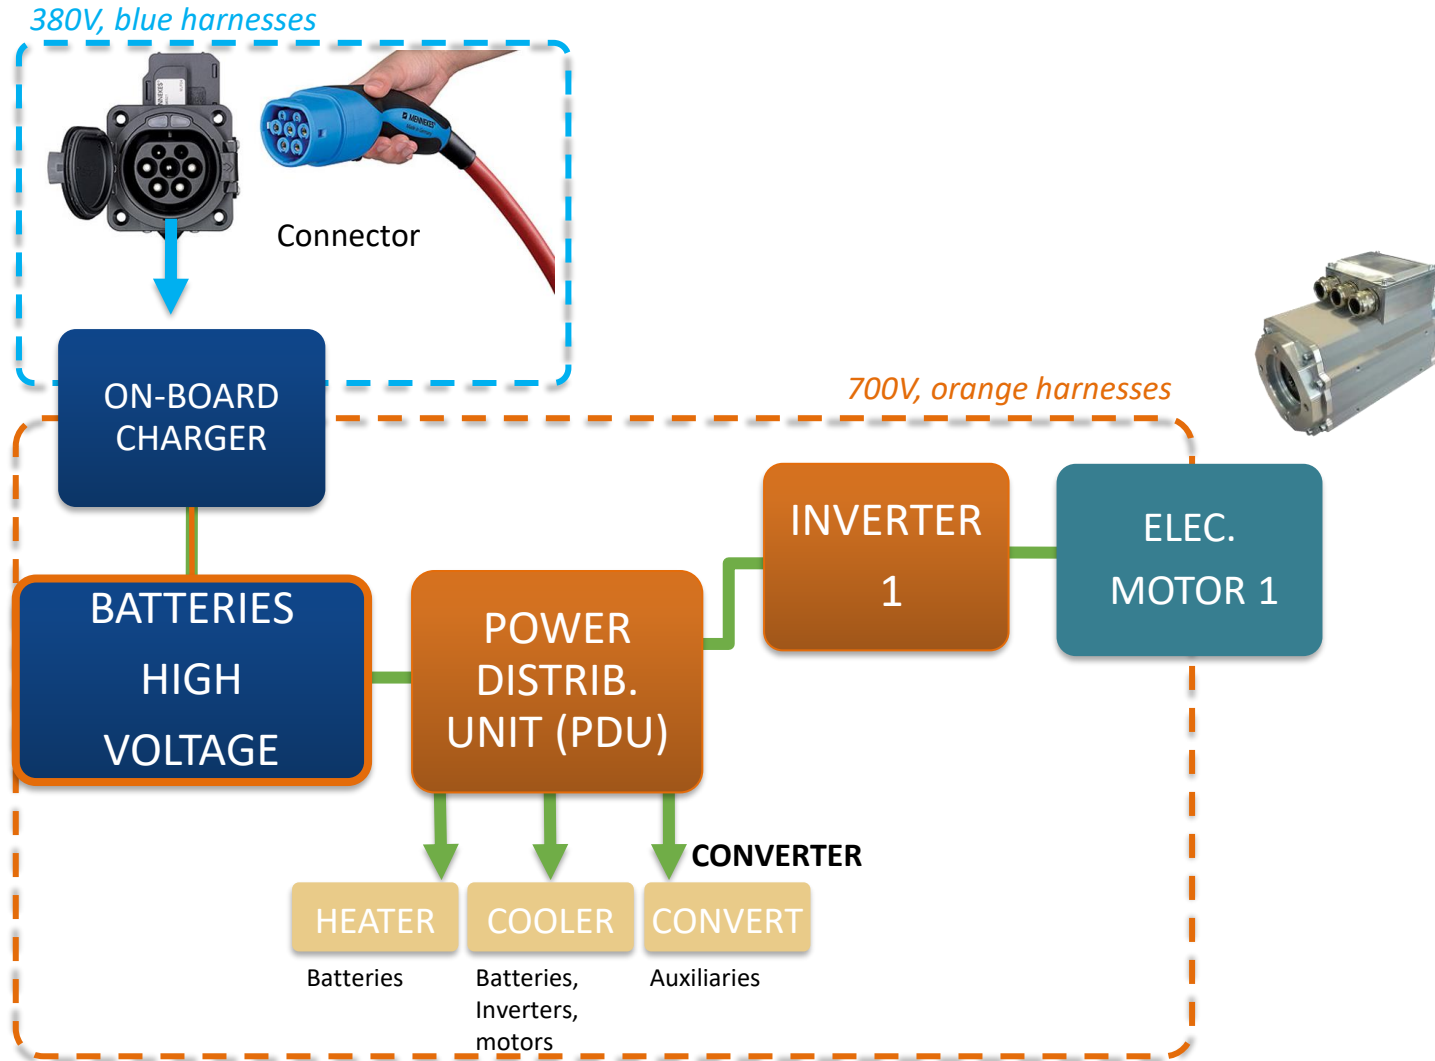 380V, blue harnesses
MENNEKES
Connector
ON-BOARD
CHARGER
700V, orange harnesses
INVERTER
1
ELEC.
MOTOR 1
BATTERIES
HIGH
VOLTAGE
POWER
DISTRIB.
UNIT (PDU)
CONVERTER
HEATER
COOLER
CONVERT
Batteries
Batteries,
Inverters,
motors
Auxiliaries